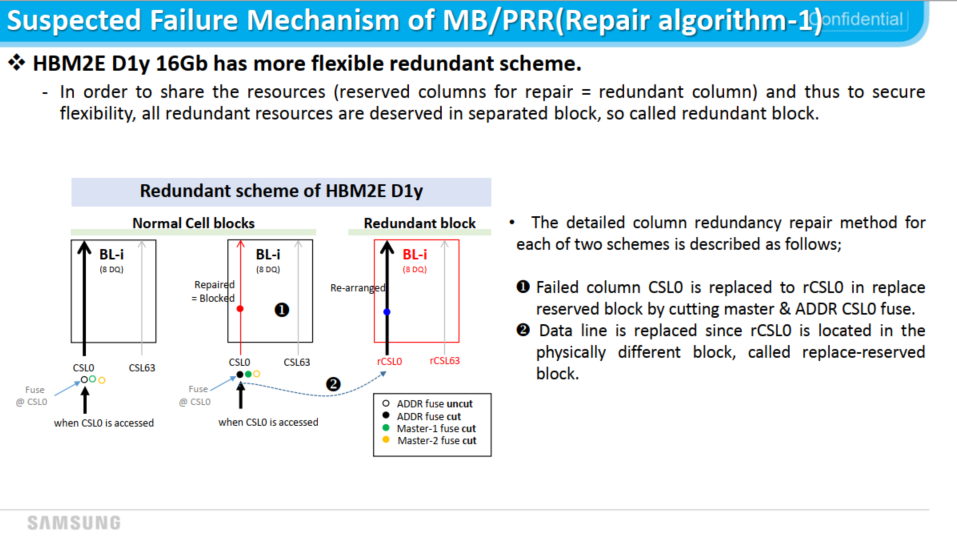 Suspected Failure Mechanism of MB/PRR(Repair algorithm-1)
Confidential
❖ HBM2E D1y 16Gb has more flexible redundant scheme.
- In order to share the resources (reserved columns for repair = redundant column) and thus to secure
flexibility, all redundant resources are deserved in separated block, so called redundant block.
Redundant scheme of HBM2E D1y
Normal Cell blocks
Redundant block
BL-i
(8 DQ)
CSL0
CSL63
Fuse
@ CSL0
when CSL0 is accessed
BL-i
(8 DQ)
Repaired
= Blocked
❶
CSL0
CSL63
Fuse
@ CSL0
when CSL0 is accessed
❷
BL-i
(8 DQ)
Re-arranged
rCSL0
rCSL63
ADDR fuse uncut
ADDR fuse cut
Master-1 fuse cut
Master-2 fuse cut
• The detailed column redundancy repair method for
each of two schemes is described as follows;
❶ Failed column CSL0 is replaced to rCSL0 in replace
reserved block by cutting master & ADDR CSL0 fuse.
❷ Data line is replaced since rCSL0 is located in the
physically different block, called replace-reserved
block.
SAMSUNG